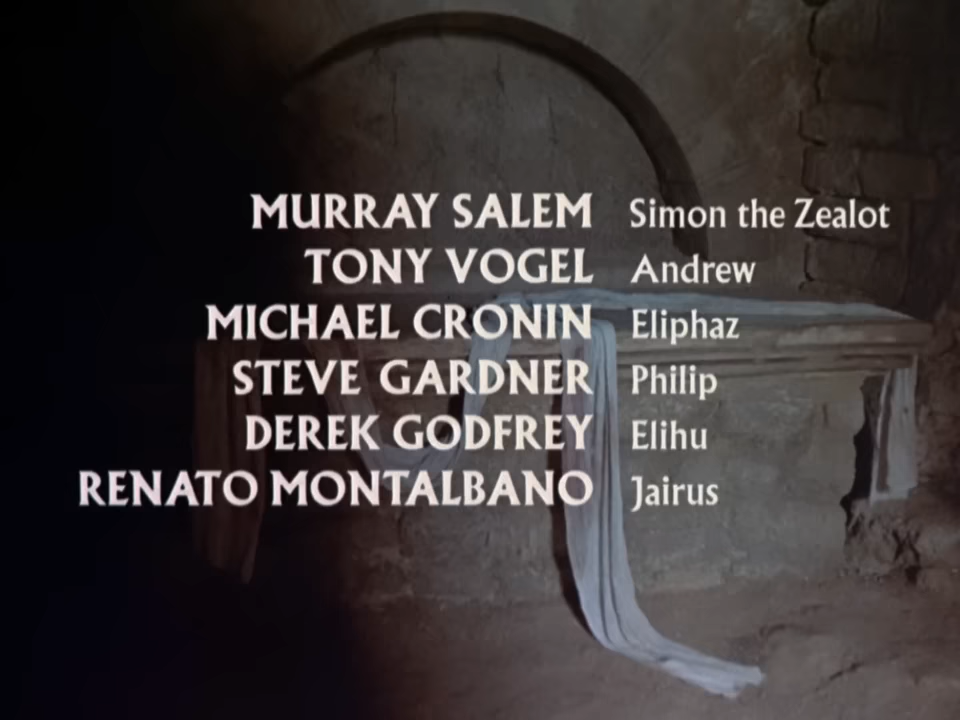 MURRAY SALEM Simon the Zealot
TONY VOGEL Andrew
MICHAEL CRONIN Eliphaz
STEVE GARDNER Philip
DEREK GODFREY Elihu
RENATO MONTALBANO Jairus